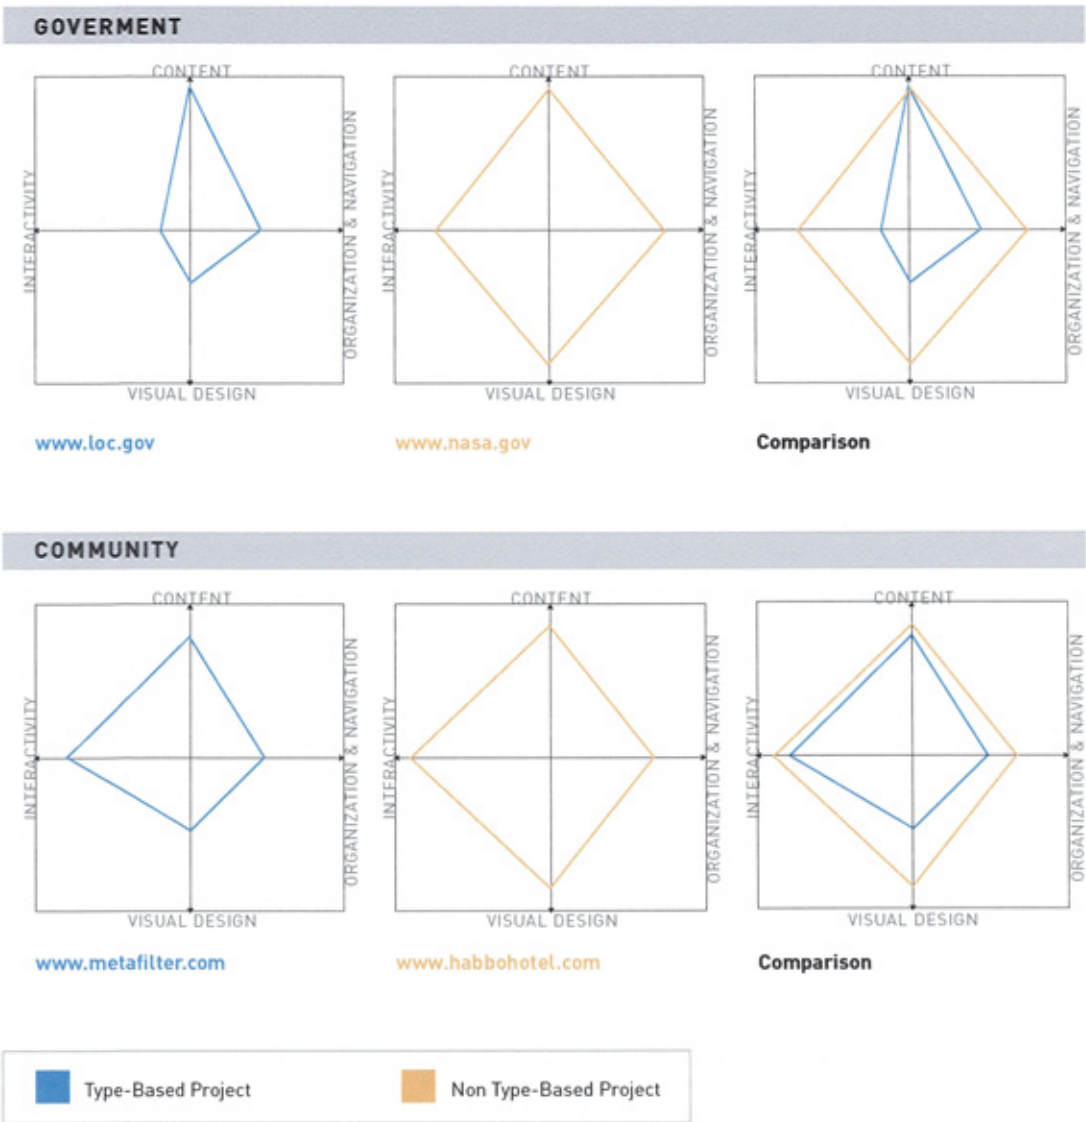 GOVERMENT
CONTENT
INTERACTIVITY
ORGANIZATION & NAVIGATION
VISUAL DESIGN
www.loc.gov
CONTENT
INTERACTIVITY
ORGANIZATION & NAVIGATION
VISUAL DESIGN
www.nasa.gov
CONTENT
INTERACTIVITY
ORGANIZATION & NAVIGATION
VISUAL DESIGN
Comparison
COMMUNITY
CONTENT
INTERACTIVITY
ORGANIZATION & NAVIGATION
VISUAL DESIGN
www.metafilter.com
CONTENT
INTERACTIVITY
ORGANIZATION & NAVIGATION
VISUAL DESIGN
www.habbohotel.com
CONTENT
INTERACTIVITY
ORGANIZATION & NAVIGATION
VISUAL DESIGN
Comparison
Type-Based Project
Non Type-Based Project